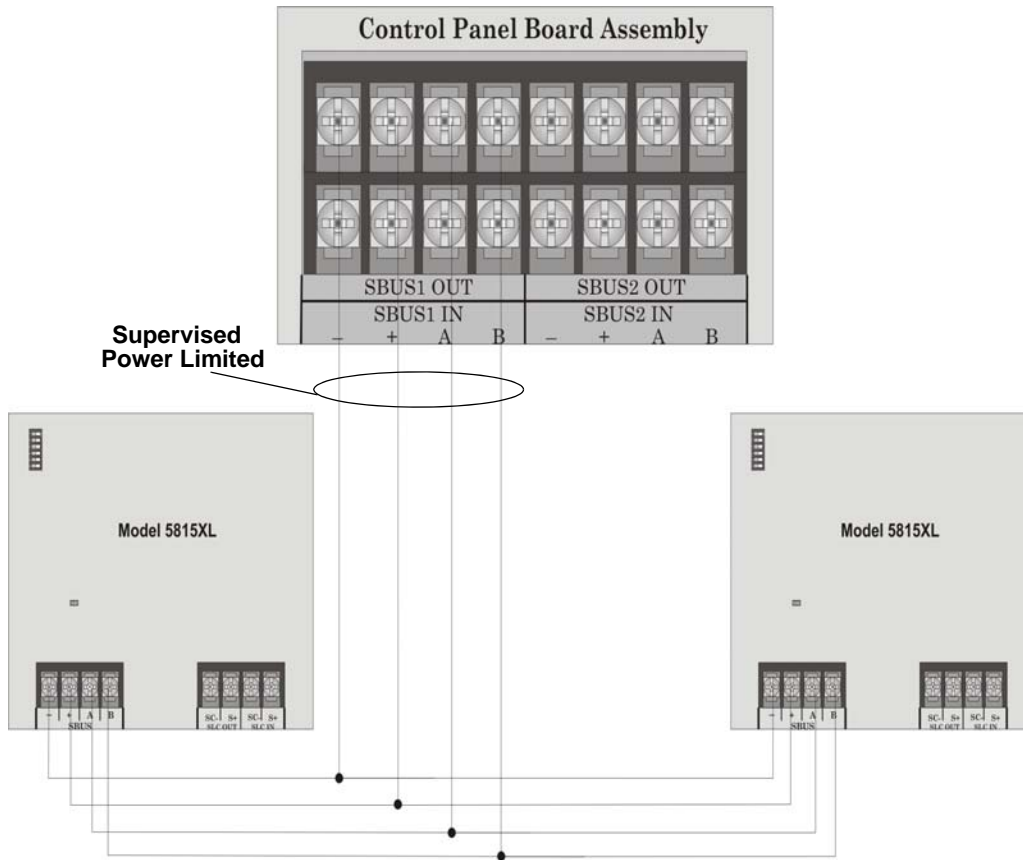 Control Panel Board Assembly
SBUS1 OUT SBUS2 OUT
SBUS1 IN SBUS2 IN
– + A B – + A B
Supervised
Power Limited
Model 5815XL
– + A B
SBUS
SC- S+ SC- S+
SLC OUT SLC IN
Model 5815XL
– + A B
SBUS
SC- S+ SC- S+
SLC OUT SLC IN